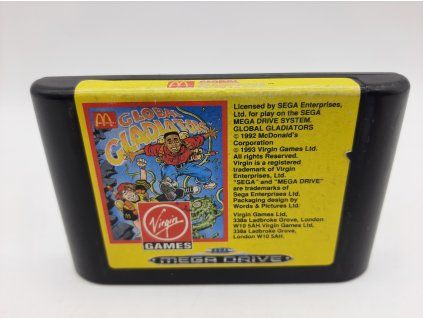 GLOBAL
Licensed by SEGA Enterprises,
Ltd. for play on the SEGA
MEGA DRIVE SYSTEM.
GLOBAL GLADIATORS
© 1992 McDonald's
Corporation
© 1993 Virgin Games Ltd.
All rights Reserved.
Virgin is a registered
trademark of Virgin
Enterprises, Ltd.
"SEGA" and "MEGA DRIVE"
are trademarks of
Sega Enterprises Ltd.
Packaging design by
Words & Pictures Ltd.
Virgin Games Ltd,
338a Ladbroke Grove, London
W10 5AH.Virgin Games Ltd,
338a Ladbroke Grove,
London W10 5AH.
GLOBAL
GLADIATORS
Virgin
GAMES
SEGA
MEGA DRIVE